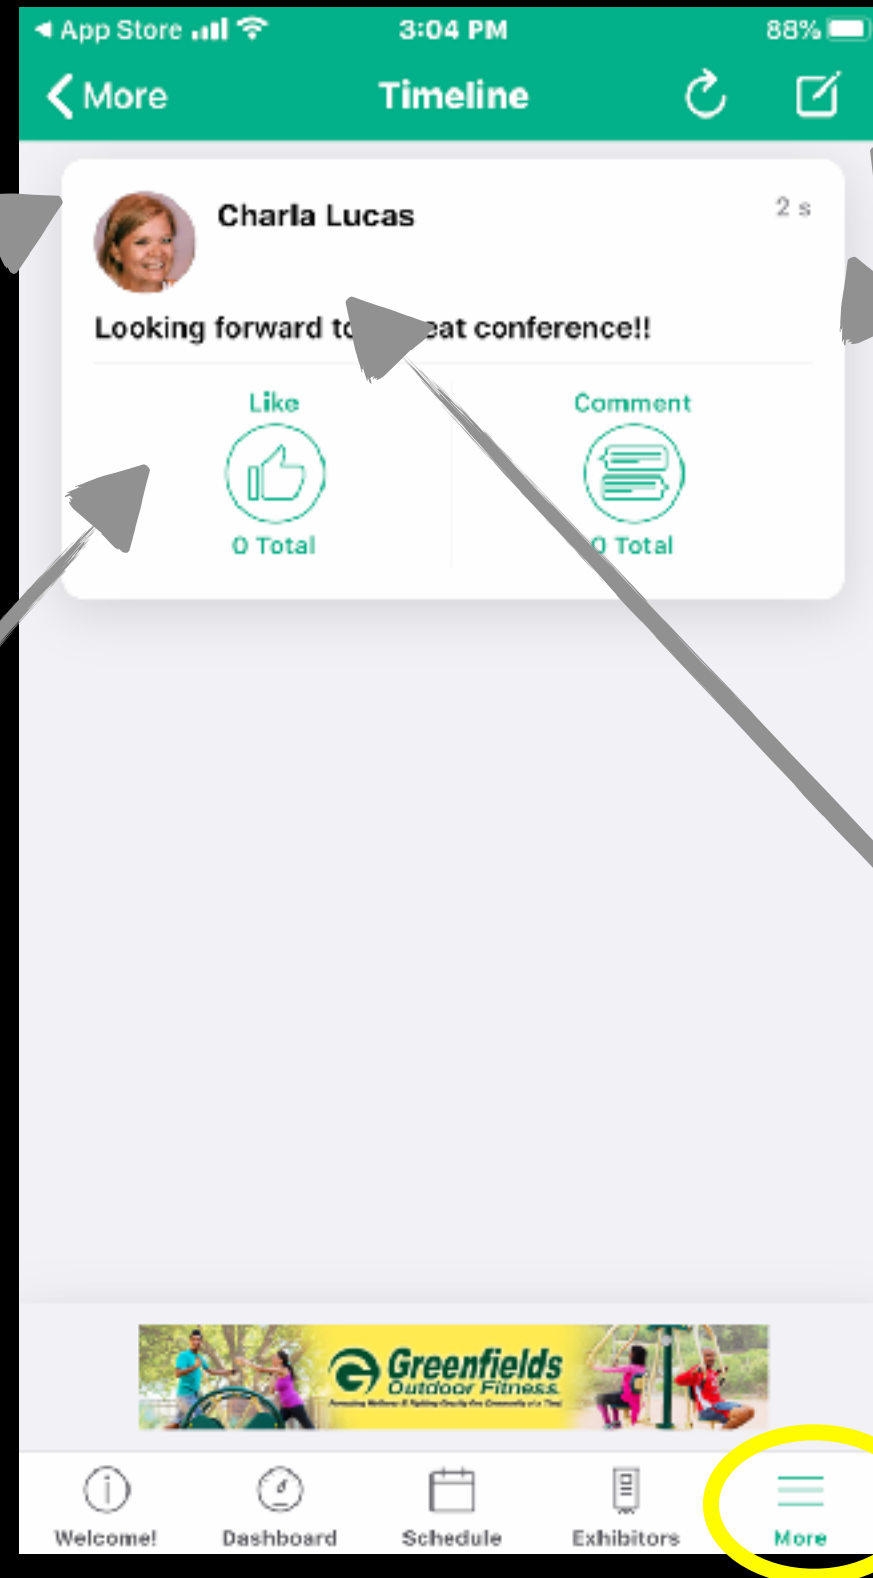 App Store 3:04 PM 88%
More Timeline
Charla Lucas 2 s
Looking forward to eat conference!!
Like Comment
0 Total 0 Total
Greenfields
Outdoor Fitness
Welcome! Dashboard Schedule Exhibitors More